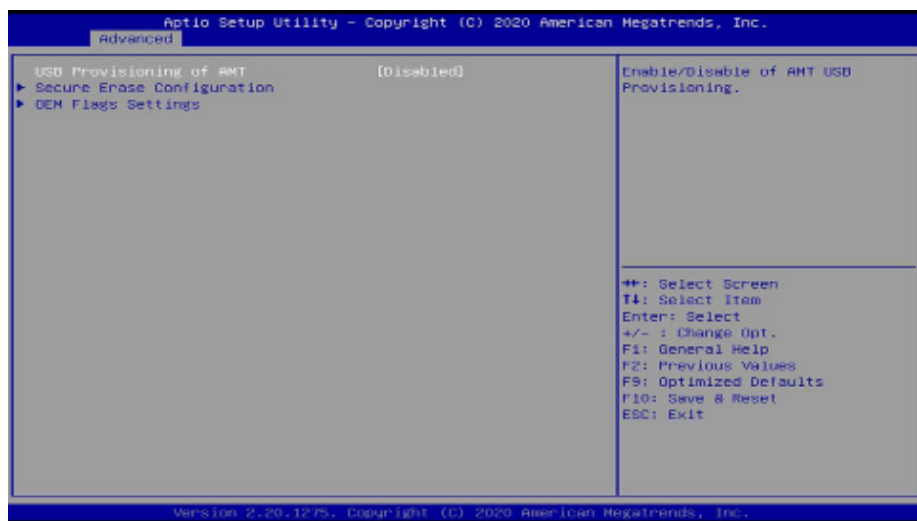 Aptio Setup Utility – Copyright (C) 2020 American Megatrends, Inc.
Advanced
USB Provisioning of AMT [Disabled]
► Secure Erase Configuration
► OEM Flags Settings
Enable/Disable of AMT USB
Provisioning.
→←: Select Screen
↑↓: Select Item
Enter: Select
+/- : Change Opt.
F1: General Help
F2: Previous Values
F9: Optimized Defaults
F10: Save & Reset
ESC: Exit
Version 2.20.1275. Copyright (C) 2020 American Megatrends, Inc.